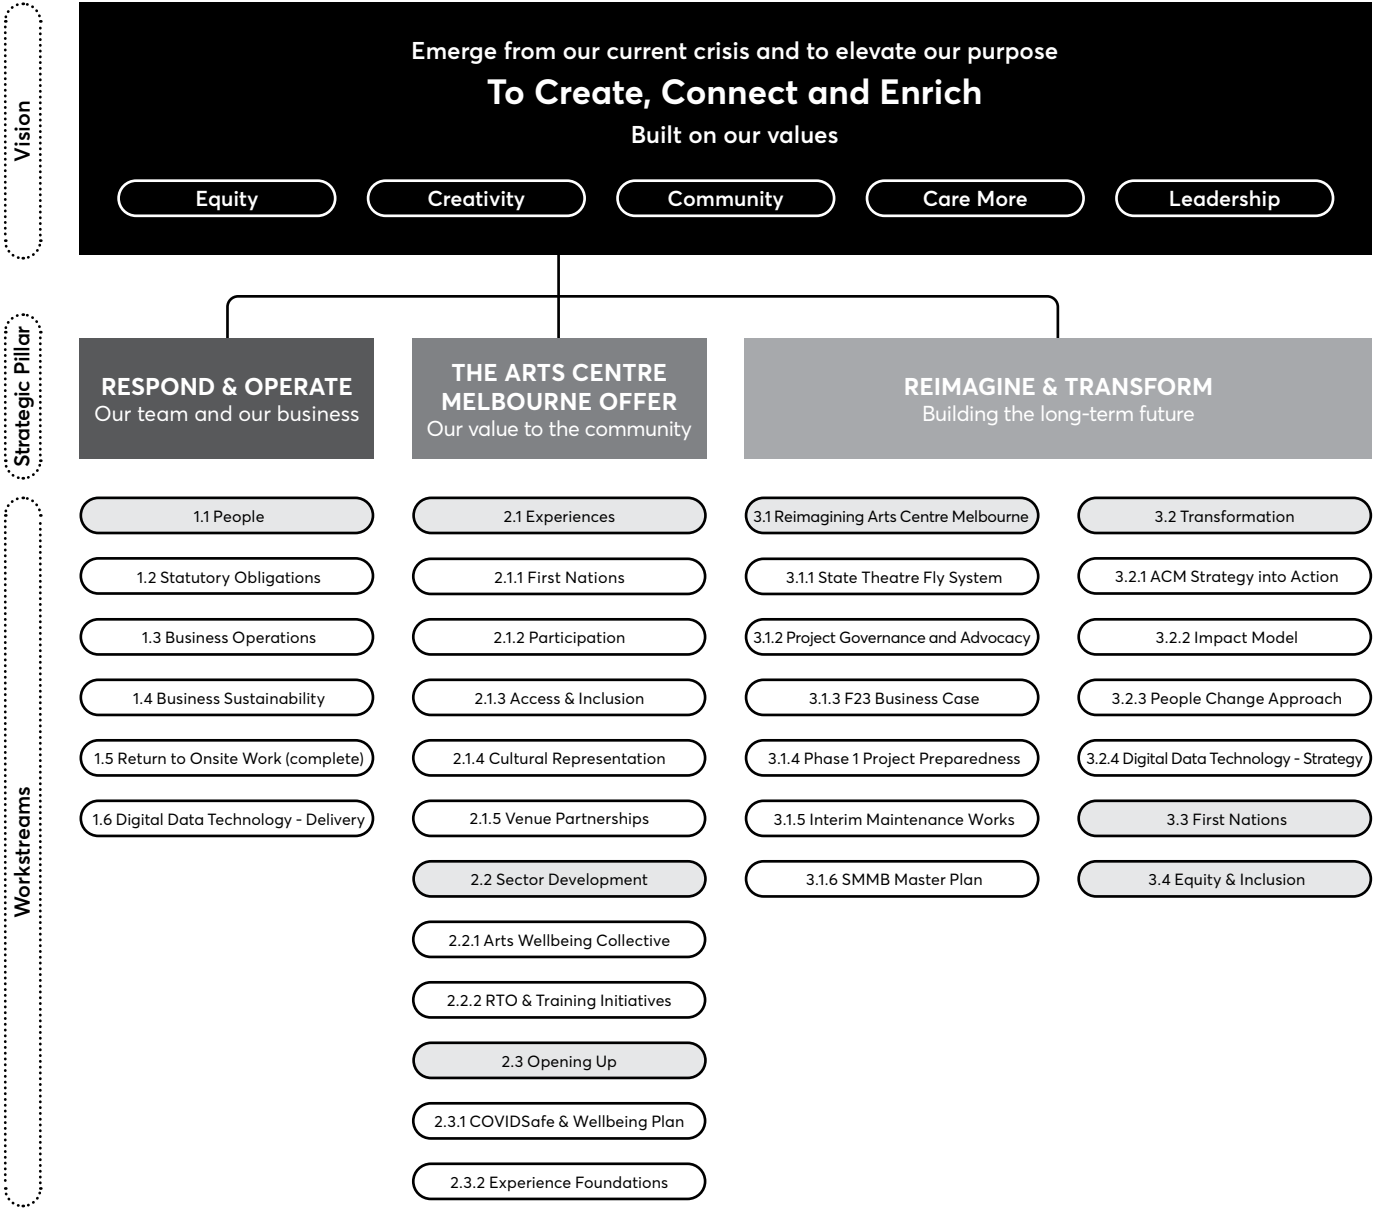 Vision
Emerge from our current crisis and to elevate our purpose
To Create, Connect and Enrich
Built on our values
Equity
Creativity
Community
Care More
Leadership
Strategic Pillar
RESPOND & OPERATE
Our team and our business
THE ARTS CENTRE
MELBOURNE OFFER
Our value to the community
REIMAGINE & TRANSFORM
Building the long-term future
Workstreams
1.1 People
1.2 Statutory Obligations
1.3 Business Operations
1.4 Business Sustainability
1.5 Return to Onsite Work (complete)
1.6 Digital Data Technology - Delivery
2.1 Experiences
2.1.1 First Nations
2.1.2 Participation
2.1.3 Access & Inclusion
2.1.4 Cultural Representation
2.1.5 Venue Partnerships
2.2 Sector Development
2.2.1 Arts Wellbeing Collective
2.2.2 RTO & Training Initiatives
2.3 Opening Up
2.3.1 COVIDSafe & Wellbeing Plan
2.3.2 Experience Foundations
3.1 Reimagining Arts Centre Melbourne
3.1.1 State Theatre Fly System
3.1.2 Project Governance and Advocacy
3.1.3 F23 Business Case
3.1.4 Phase 1 Project Preparedness
3.1.5 Interim Maintenance Works
3.1.6 SMMB Master Plan
3.2 Transformation
3.2.1 ACM Strategy into Action
3.2.2 Impact Model
3.2.3 People Change Approach
3.2.4 Digital Data Technology - Strategy
3.3 First Nations
3.4 Equity & Inclusion